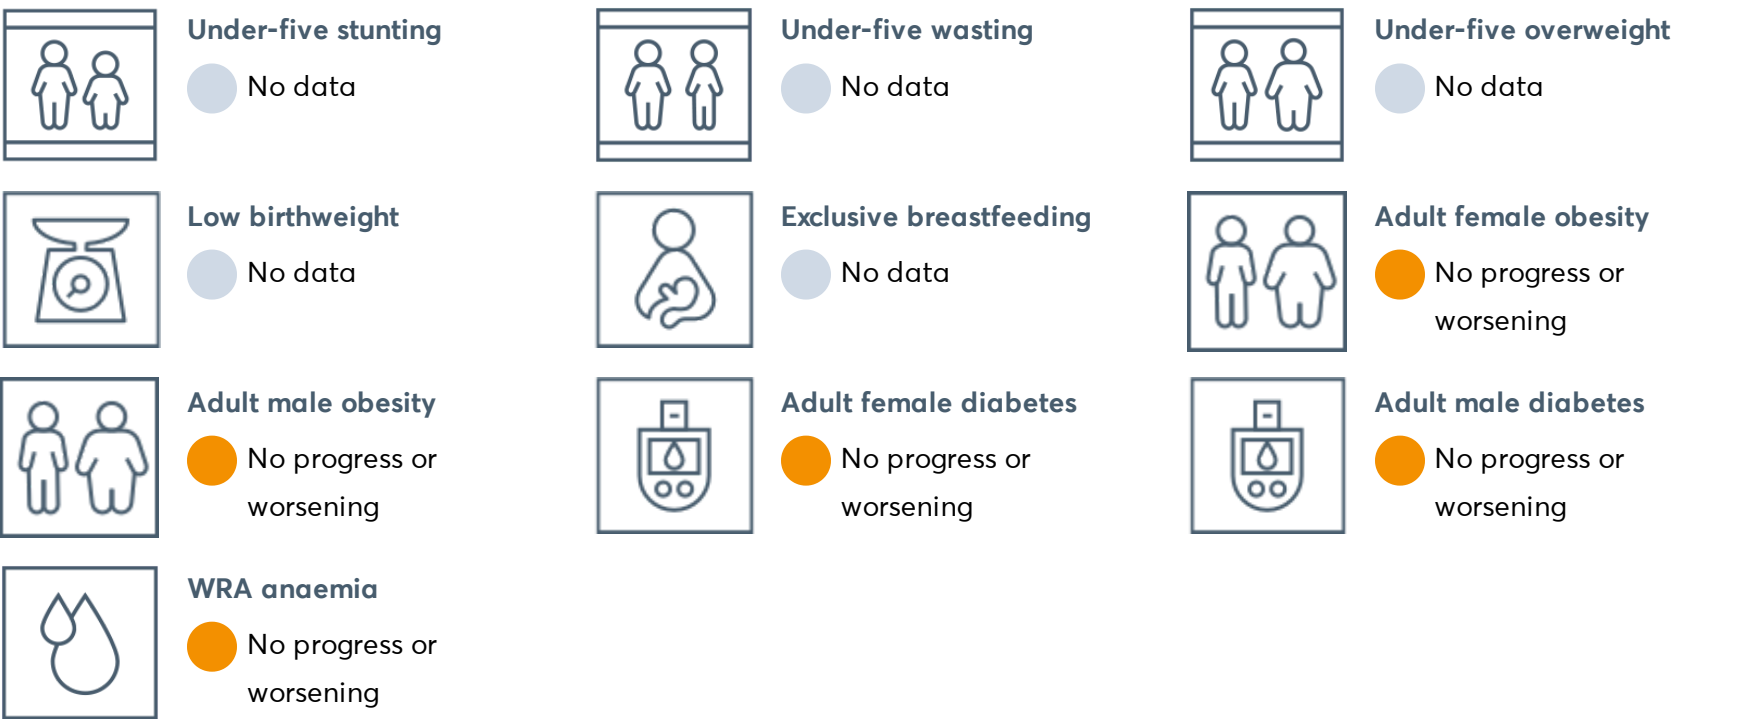 Under-five stunting
No data
Under-five wasting
No data
Under-five overweight
No data
Low birthweight
No data
Exclusive breastfeeding
No data
Adult female obesity
No progress or
worsening
Adult male obesity
No progress or
worsening
Adult female diabetes
No progress or
worsening
Adult male diabetes
No progress or
worsening
WRA anaemia
No progress or
worsening